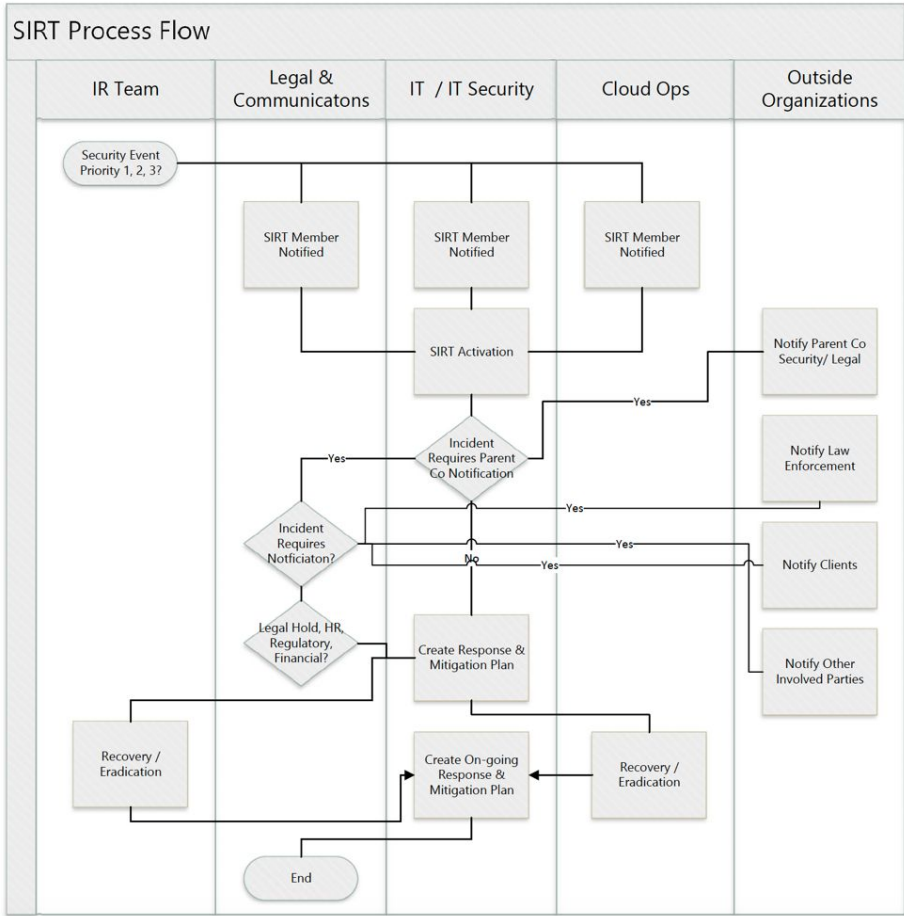 SIRT Process Flow
IR Team
Legal &
Communicatons
IT / IT Security
Cloud Ops
Outside
Organizations
Security Event
Priority 1, 2, 3?
SIRT Member
Notified
SIRT Member
Notified
SIRT Member
Notified
SIRT Activation
Notify Parent Co
Security/ Legal
Yes
Incident
Requires Parent
Co Notification
Yes
Notify Law
Enforcement
Yes
Incident
Requires
Notficiaton?
Yes
No
Yes
Notify Clients
Legal Hold, HR,
Regulatory,
Financial?
Create Response &
Mitigation Plan
Notify Other
Involved Parties
Recovery /
Eradication
Create On-going
Response &
Mitigation Plan
Recovery /
Eradication
End